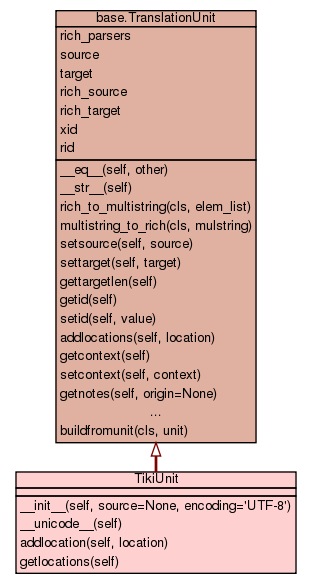 base.TranslationUnit
rich_parsers
source
target
rich_source
rich_target
xid
rid
__eq__(self, other)
__str__(self)
rich_to_multistring(cls, elem_list)
multistring_to_rich(cls, mulstring)
setsource(self, source)
settarget(self, target)
gettargetlen(self)
getid(self)
setid(self, value)
addlocations(self, location)
getcontext(self)
setcontext(self, context)
getnotes(self, origin=None)
...
buildfromunit(cls, unit)
TikiUnit
__init__(self, source=None, encoding='UTF-8')
__unicode__(self)
addlocation(self, location)
getlocations(self)